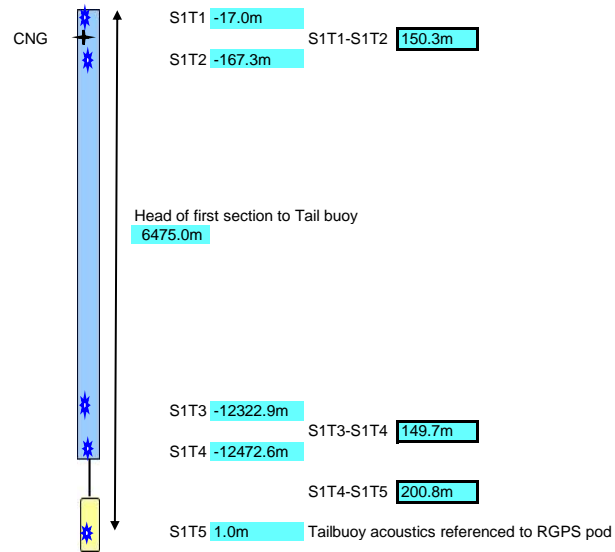 S1T1 -17.0m
CNG S1T1-S1T2 150.3m
S1T2 -167.3m
Head of first section to Tail buoy
6475.0m
S1T3 -12322.9m
S1T3-S1T4 149.7m
S1T4 -12472.6m
S1T4-S1T5 200.8m
S1T5 1.0m Tailbuoy acoustics referenced to RGPS pod